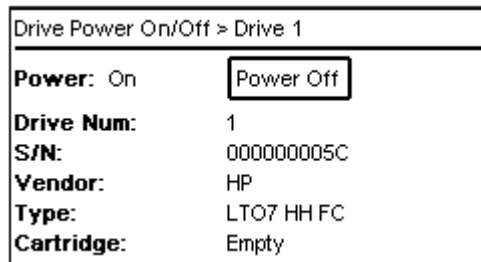 Drive Power On/Off > Drive 1
Power: On Power Off
Drive Num: 1
S/N: 000000005C
Vendor: HP
Type: LTO7 HH FC
Cartridge: Empty